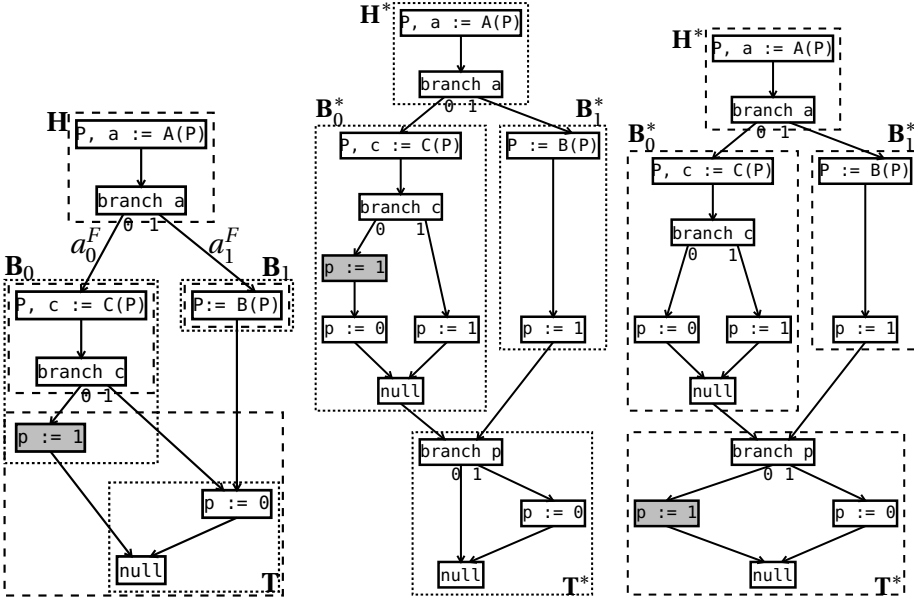 H
P, a := A(P)
branch a
0 1
a_0^F
a_1^F
B_0
P, c := C(P)
branch c
0 1
p := 1
B_1
P:= B(P)
p := 0
null
T
H*
P, a := A(P)
branch a
0 1
B_0*
P, c := C(P)
branch c
0 1
p := 1
p := 0
p := 1
null
B_1*
P := B(P)
p := 1
branch p
0 1
p := 0
null
T*
H*
P, a := A(P)
branch a
0 1
B_0*
P, c := C(P)
branch c
0 1
p := 0
p := 1
null
B_1*
P := B(P)
p := 1
branch p
0 1
p := 1
p := 0
null
T*